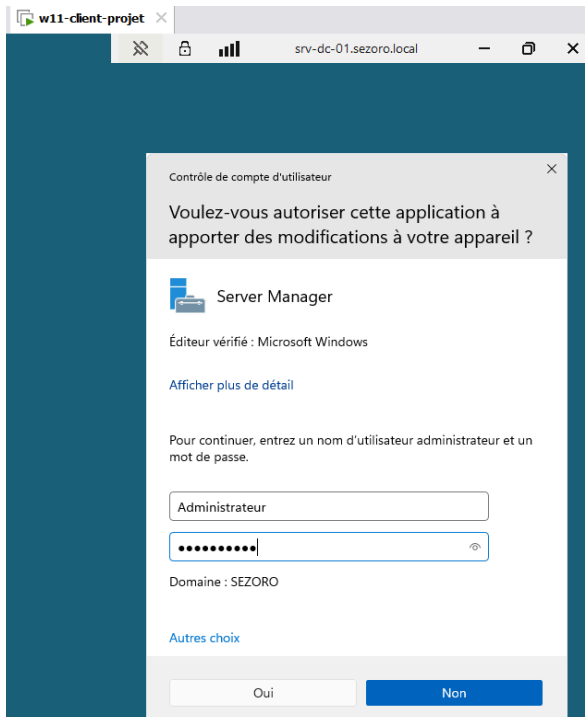 w11-client-projet
srv-dc-01.sezoro.local
Contrôle de compte d'utilisateur
Voulez-vous autoriser cette application à
apporter des modifications à votre appareil ?
Server Manager
Éditeur vérifié : Microsoft Windows
Afficher plus de détail
Pour continuer, entrez un nom d'utilisateur administrateur et un
mot de passe.
Administrateur
••••••••••
Domaine : SEZORO
Autres choix
Oui
Non